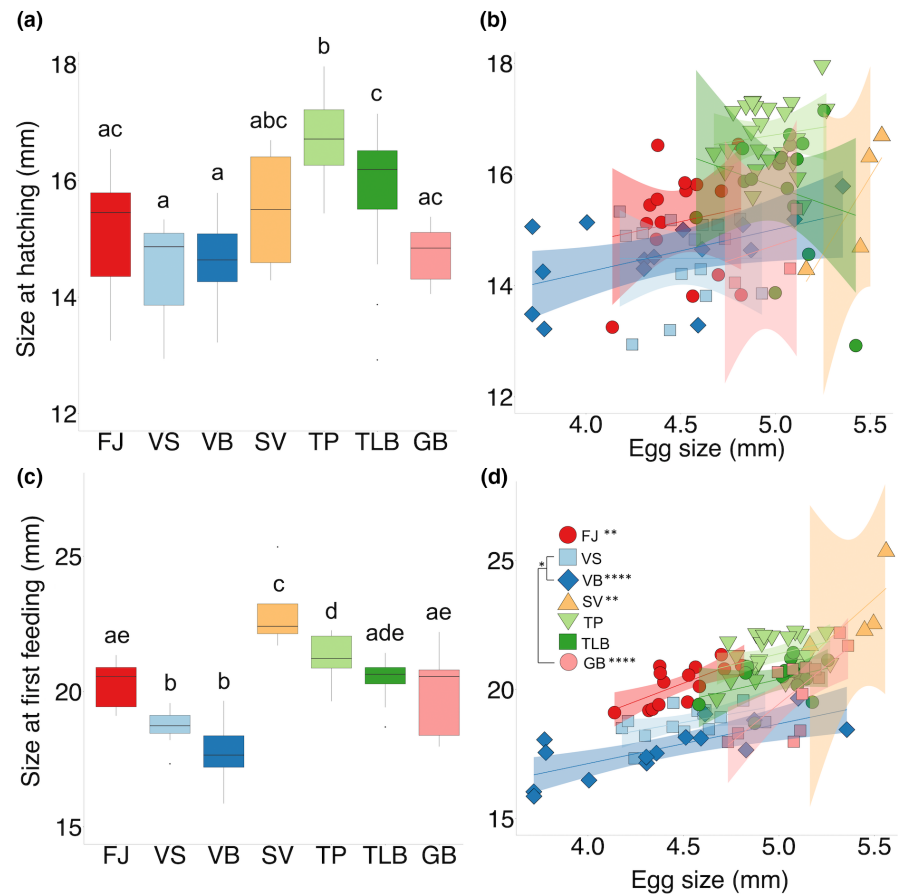 (a)
b
18
c
abc
ac
ac
a
a
16
14
12
Size at hatching (mm)
FJ VS VB SV TP TLB GB
(b)
18
16
14
12
4.0 4.5 5.0 5.5
Egg size (mm)
(c)
25
c
d
ae
ade
ae
b
b
20
15
Size at first feeding (mm)
FJ VS VB SV TP TLB GB
(d)
25
FJ **
VS
*
VB****
SV**
TP
TLB
GB ****
20
15
4.0 4.5 5.0 5.5
Egg size (mm)